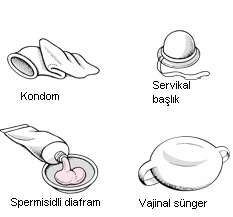 Kondom
Servikal
başlık
Spermisidli diafram
Vajinal sünger